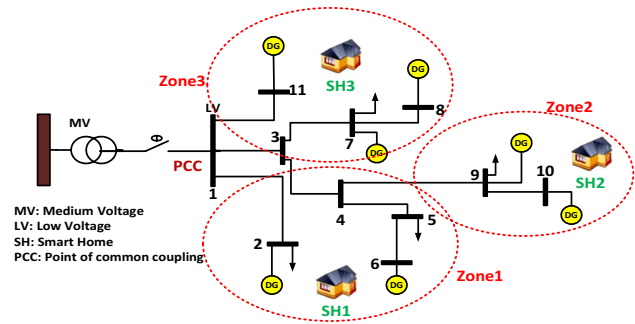 DG
SH3
DG
Zone3
11
8
Zone2
MV
LV
3
7
DG
DG
9
10
SH2
PCC
1
4
5
DG
MV: Medium Voltage
LV: Low Voltage
SH: Smart Home
PCC: Point of common coupling
2
6
Zone1
DG
SH1
DG